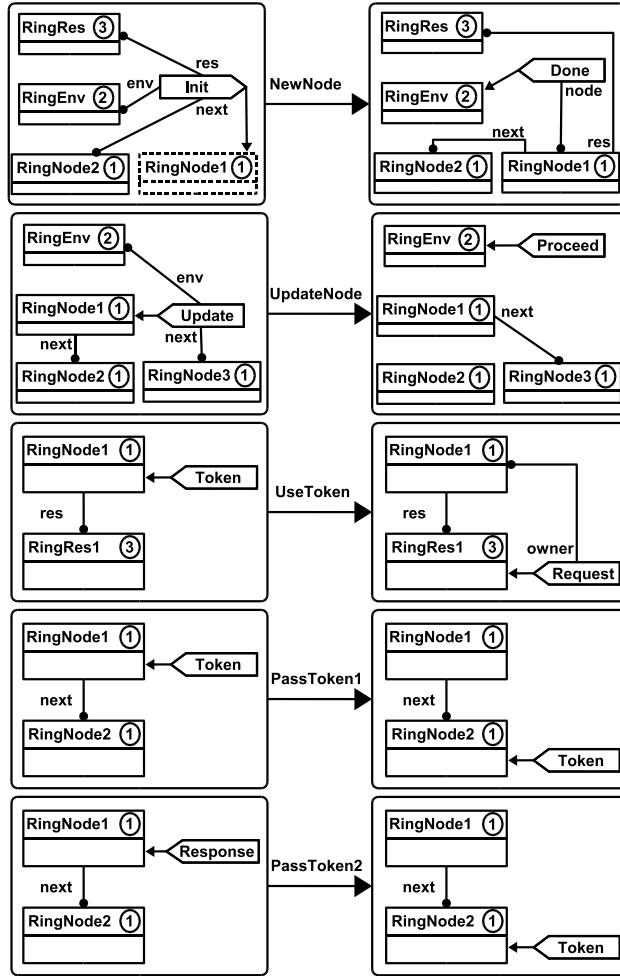 RingRes 3
res
env
Init
RingEnv 2
next
RingNode2 1
RingNode1 1
NewNode
RingRes 3
Done
RingEnv 2
node
next
res
RingNode2 1
RingNode1 1
RingEnv 2
env
RingNode1 1
Update
next
next
RingNode2 1
RingNode3 1
UpdateNode
RingEnv 2
Proceed
RingNode1 1
next
RingNode2 1
RingNode3 1
RingNode1 1
Token
res
RingRes1 3
UseToken
RingNode1 1
res
RingRes1 3
owner
Request
RingNode1 1
Token
next
RingNode2 1
PassToken1
RingNode1 1
next
RingNode2 1
Token
RingNode1 1
Response
next
RingNode2 1
PassToken2
RingNode1 1
next
RingNode2 1
Token